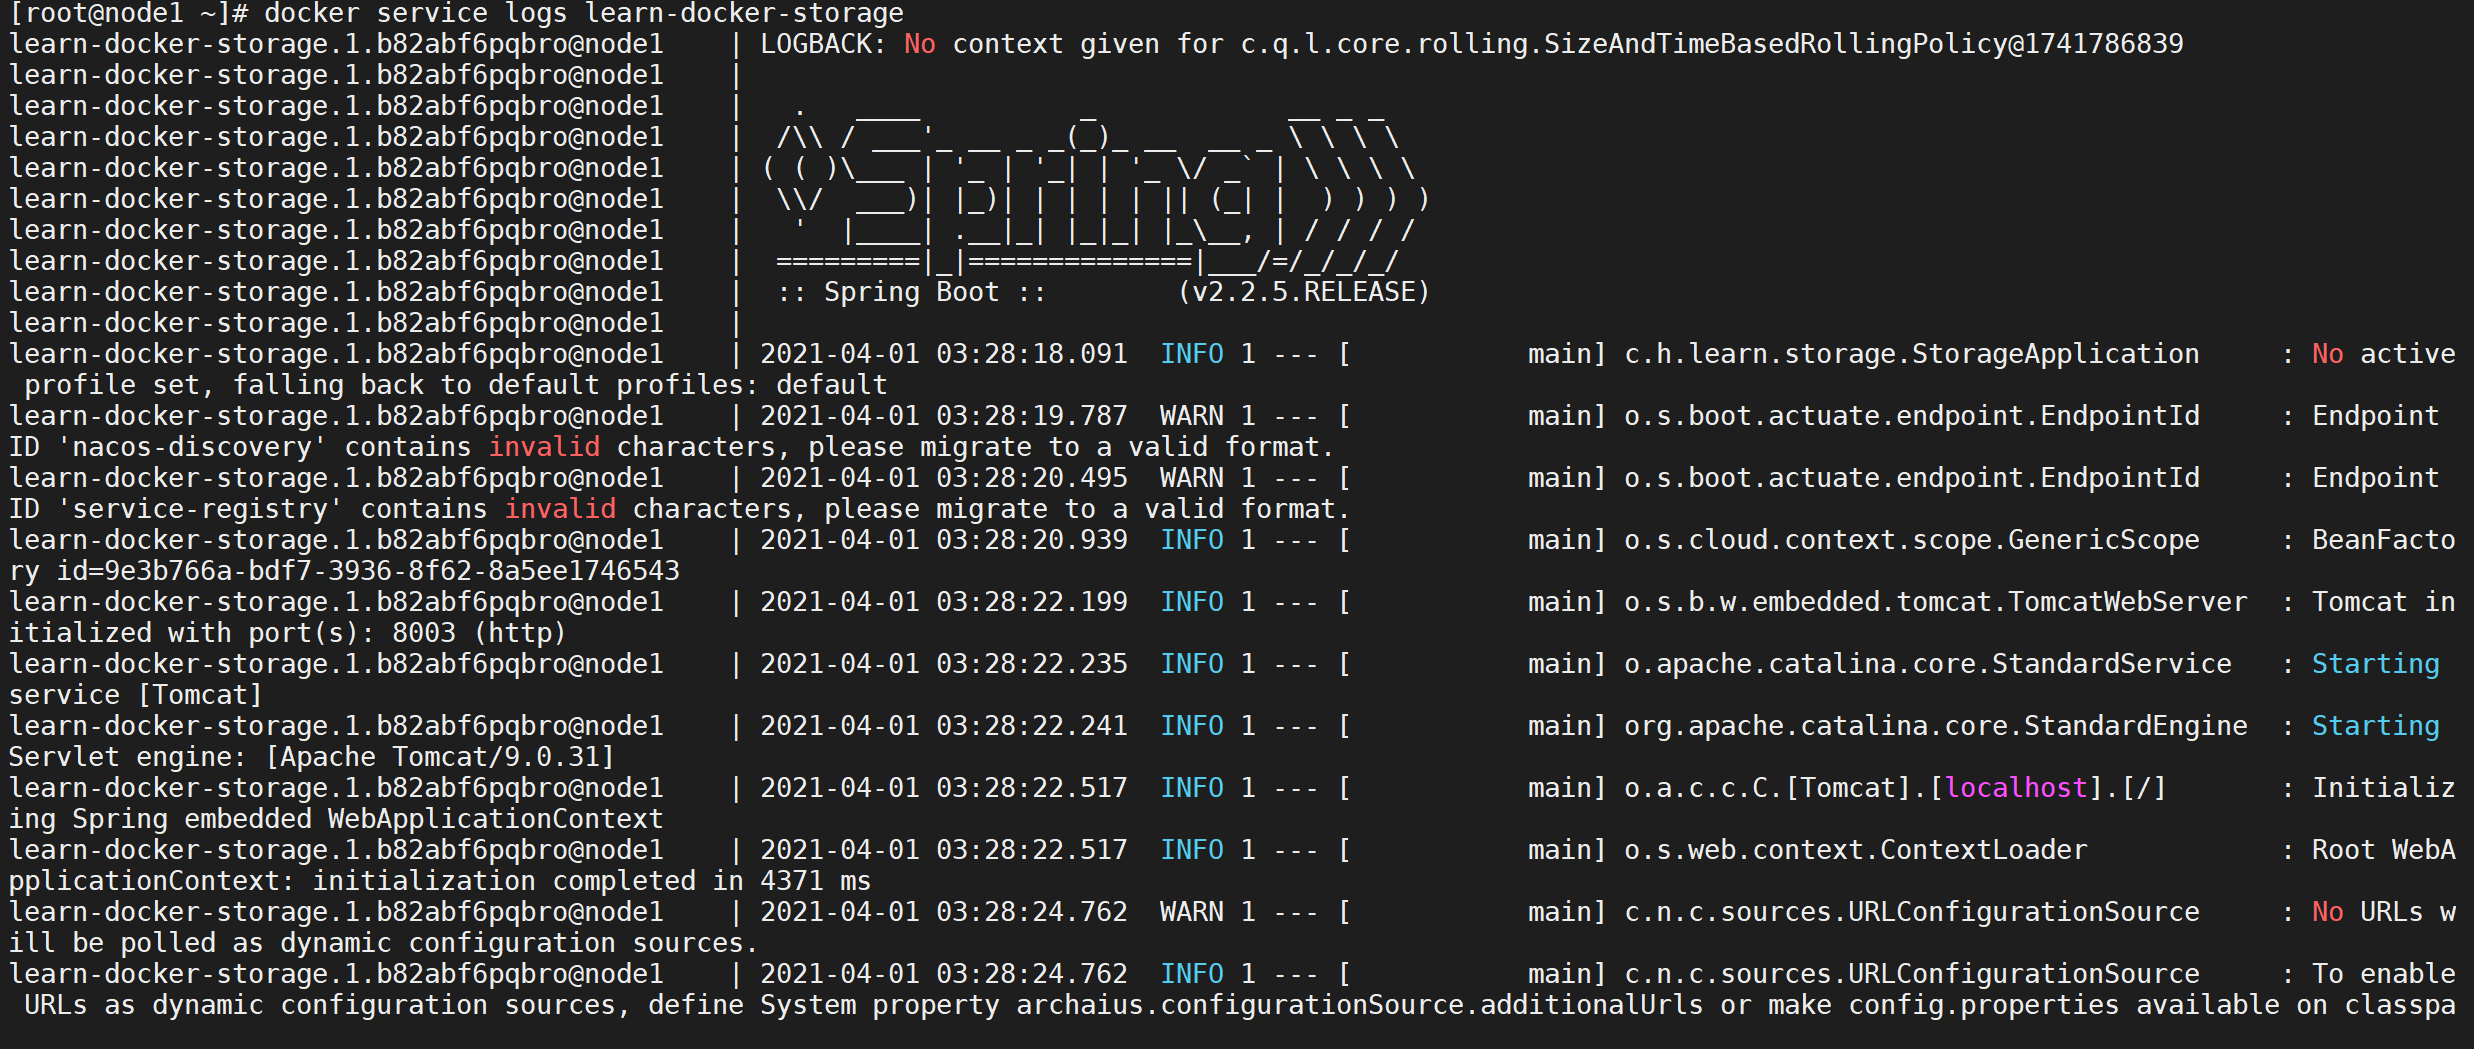 [root@node1 ~]# docker service logs learn-docker-storage
learn-docker-storage.1.b82abf6pqbro@node1    | LOGBACK: No context given for c.q.l.core.rolling.SizeAndTimeBasedRollingPolicy@1741786839
learn-docker-storage.1.b82abf6pqbro@node1    |
learn-docker-storage.1.b82abf6pqbro@node1    |   .   ____          _            __ _ _
learn-docker-storage.1.b82abf6pqbro@node1    |  /\\ / ___'_ __ _ _(_)_ __  __ _ \ \ \ \
learn-docker-storage.1.b82abf6pqbro@node1    | ( ( )\___ | '_ | '_| | '_ \/ _` | \ \ \ \
learn-docker-storage.1.b82abf6pqbro@node1    |  \\/  ___)| |_)| | | | | || (_| |  ) ) ) )
learn-docker-storage.1.b82abf6pqbro@node1    |   '  |____| .__|_| |_|_| |_\__, | / / / /
learn-docker-storage.1.b82abf6pqbro@node1    |  =========|_|==============|___/=/_/_/_/
learn-docker-storage.1.b82abf6pqbro@node1    |  :: Spring Boot ::        (v2.2.5.RELEASE)
learn-docker-storage.1.b82abf6pqbro@node1    |
learn-docker-storage.1.b82abf6pqbro@node1    | 2021-04-01 03:28:18.091  INFO 1 --- [           main] c.h.learn.storage.StorageApplication     : No active
 profile set, falling back to default profiles: default
learn-docker-storage.1.b82abf6pqbro@node1    | 2021-04-01 03:28:19.787  WARN 1 --- [           main] o.s.boot.actuate.endpoint.EndpointId     : Endpoint
ID 'nacos-discovery' contains invalid characters, please migrate to a valid format.
learn-docker-storage.1.b82abf6pqbro@node1    | 2021-04-01 03:28:20.495  WARN 1 --- [           main] o.s.boot.actuate.endpoint.EndpointId     : Endpoint
ID 'service-registry' contains invalid characters, please migrate to a valid format.
learn-docker-storage.1.b82abf6pqbro@node1    | 2021-04-01 03:28:20.939  INFO 1 --- [           main] o.s.cloud.context.scope.GenericScope     : BeanFacto
ry id=9e3b766a-bdf7-3936-8f62-8a5ee1746543
learn-docker-storage.1.b82abf6pqbro@node1    | 2021-04-01 03:28:22.199  INFO 1 --- [           main] o.s.b.w.embedded.tomcat.TomcatWebServer  : Tomcat in
itialized with port(s): 8003 (http)
learn-docker-storage.1.b82abf6pqbro@node1    | 2021-04-01 03:28:22.235  INFO 1 --- [           main] o.apache.catalina.core.StandardService   : Starting
service [Tomcat]
learn-docker-storage.1.b82abf6pqbro@node1    | 2021-04-01 03:28:22.241  INFO 1 --- [           main] org.apache.catalina.core.StandardEngine  : Starting
Servlet engine: [Apache Tomcat/9.0.31]
learn-docker-storage.1.b82abf6pqbro@node1    | 2021-04-01 03:28:22.517  INFO 1 --- [           main] o.a.c.c.C.[Tomcat].[localhost].[/]       : Initializ
ing Spring embedded WebApplicationContext
learn-docker-storage.1.b82abf6pqbro@node1    | 2021-04-01 03:28:22.517  INFO 1 --- [           main] o.s.web.context.ContextLoader            : Root WebA
pplicationContext: initialization completed in 4371 ms
learn-docker-storage.1.b82abf6pqbro@node1    | 2021-04-01 03:28:24.762  WARN 1 --- [           main] c.n.c.sources.URLConfigurationSource     : No URLs w
ill be polled as dynamic configuration sources.
learn-docker-storage.1.b82abf6pqbro@node1    | 2021-04-01 03:28:24.762  INFO 1 --- [           main] c.n.c.sources.URLConfigurationSource     : To enable
 URLs as dynamic configuration sources, define System property archaius.configurationSource.additionalUrls or make config.properties available on classpa